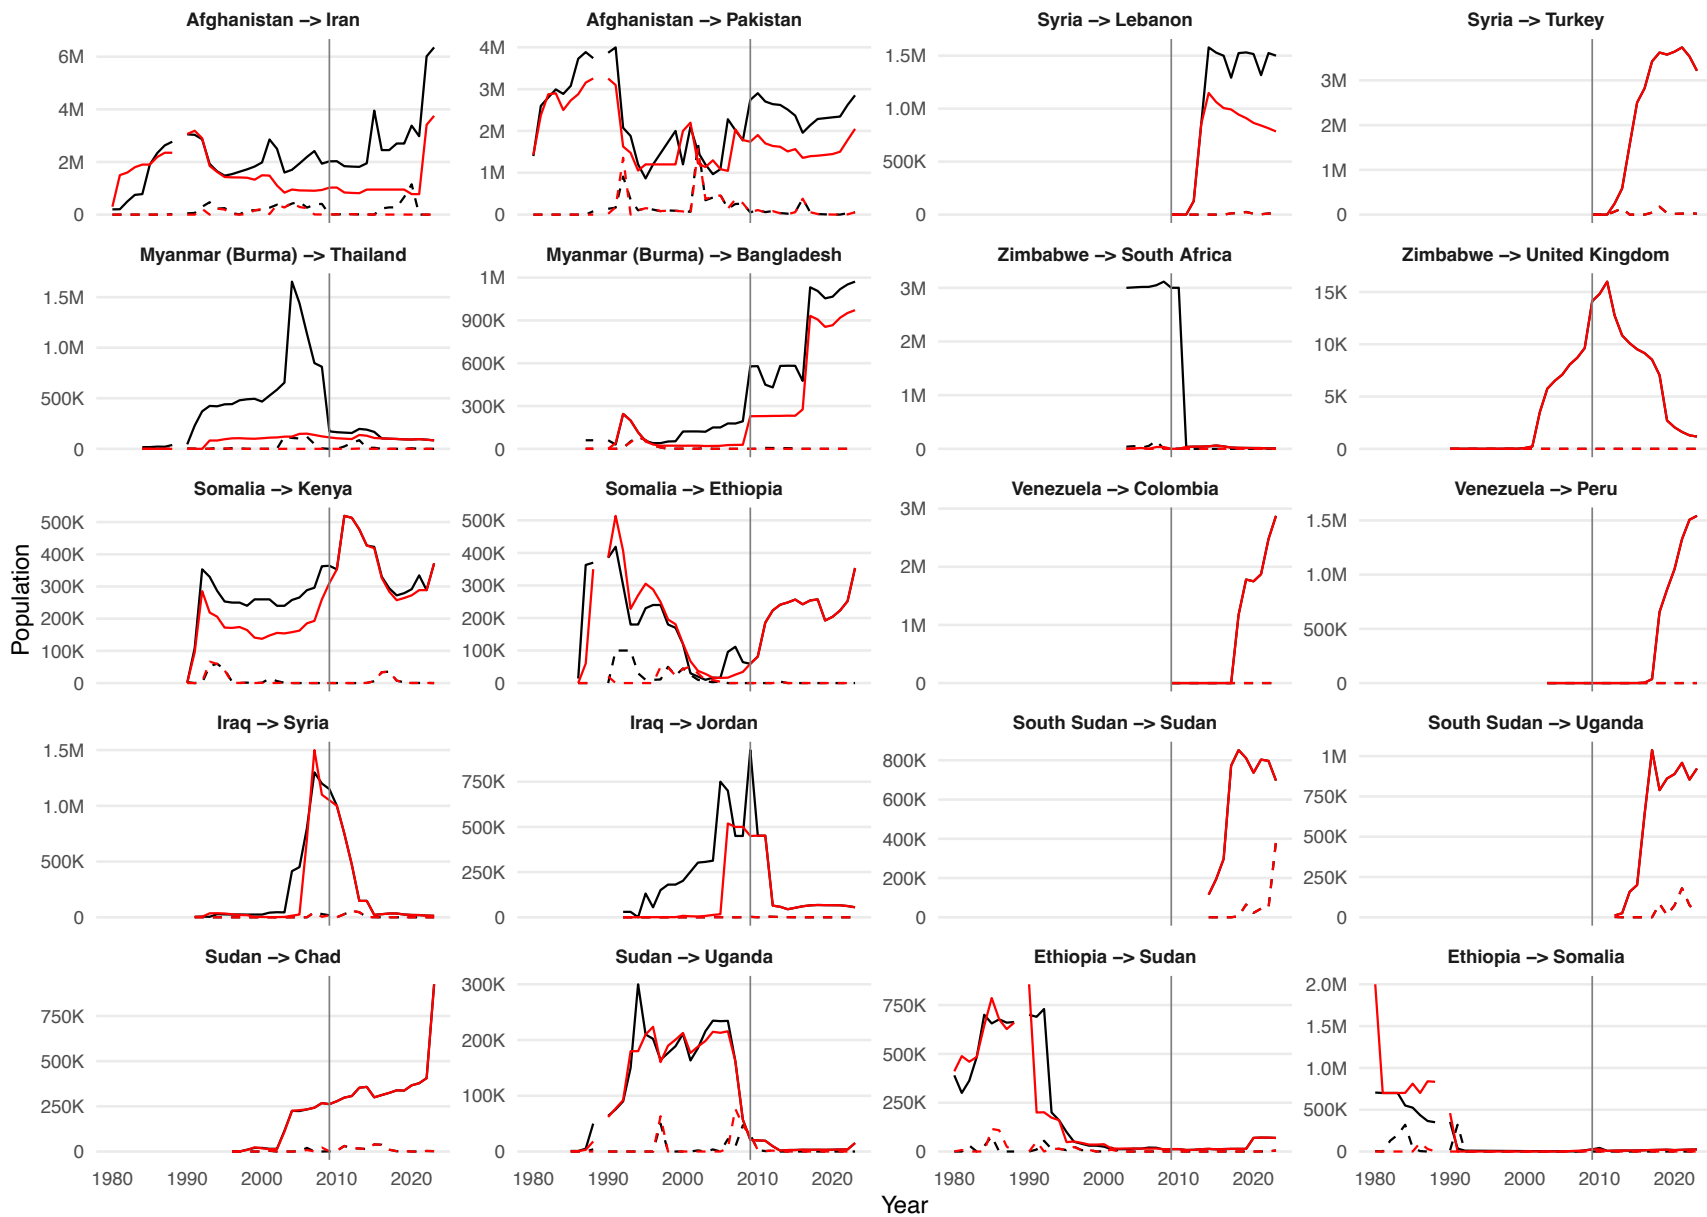 Afghanistan –> Iran
Afghanistan –> Pakistan
Syria –> Lebanon
Syria –> Turkey
6M
4M
2M
0
4M
3M
2M
1M
0
1.5M
1.0M
500K
0
3M
2M
1M
0
Myanmar (Burma) –> Thailand
Myanmar (Burma) –> Bangladesh
Zimbabwe –> South Africa
Zimbabwe –> United Kingdom
1.5M
1.0M
500K
0
1M
900K
600K
300K
0
3M
2M
1M
0
15K
10K
5K
0
Somalia –> Kenya
Somalia –> Ethiopia
Venezuela –> Colombia
Venezuela –> Peru
500K
400K
300K
200K
100K
0
500K
400K
300K
200K
100K
0
3M
2M
1M
0
1.5M
1.0M
500K
0
Population
Iraq –> Syria
Iraq –> Jordan
South Sudan –> Sudan
South Sudan –> Uganda
1.5M
1.0M
500K
0
750K
500K
250K
0
800K
600K
400K
200K
0
1M
750K
500K
250K
0
Sudan –> Chad
Sudan –> Uganda
Ethiopia –> Sudan
Ethiopia –> Somalia
750K
500K
250K
0
300K
200K
100K
0
750K
500K
250K
0
2.0M
1.5M
1.0M
500K
0
1980 1990 2000 2010 2020
1980 1990 2000 2010 2020
1980 1990 2000 2010 2020
1980 1990 2000 2010 2020
Year